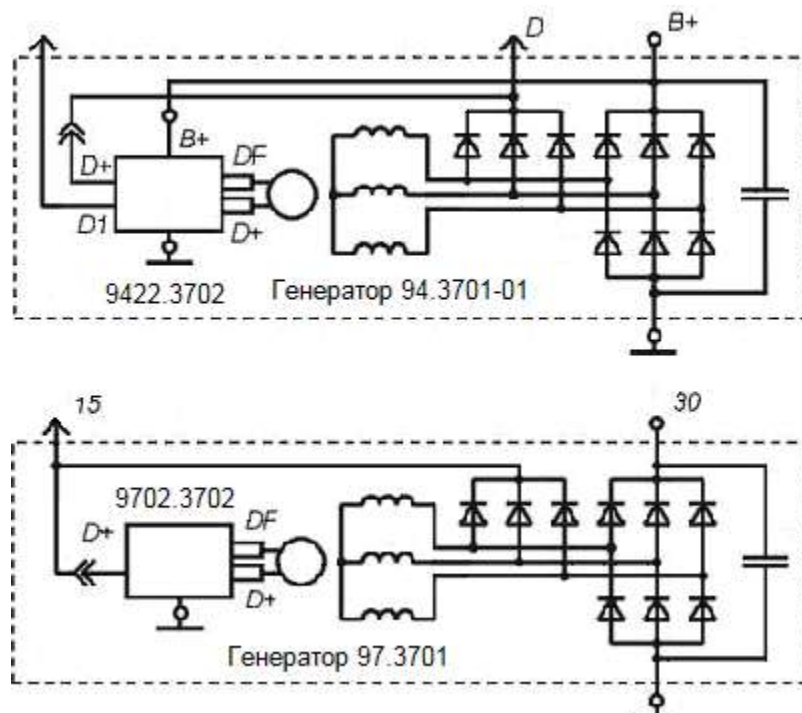 D
B+
B+
D+
DF
D1
D+
9422.3702
Генератор 94.3701-01
15
30
9702.3702
D+
DF
D+
Генератор 97.3701